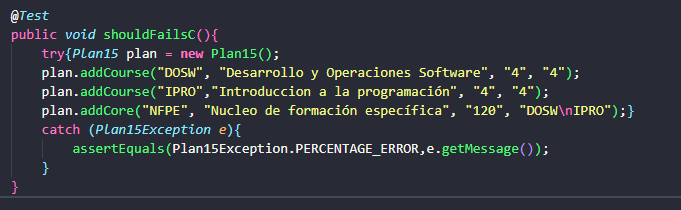 @Test
public void shouldFailsC(){
try{Plan15 plan = new Plan15();
plan.addCourse("DOSW", "Desarrollo y Operaciones Software", "4", "4");
plan.addCourse("IPRO","Introduccion a la programación", "4", "4");
plan.addCore("NFPE", "Nucleo de formación específica", "120", "DOSW\nIPRO");}
catch (Plan15Exception e){
assertEquals(Plan15Exception.PERCENTAGE_ERROR,e.getMessage());
}
}